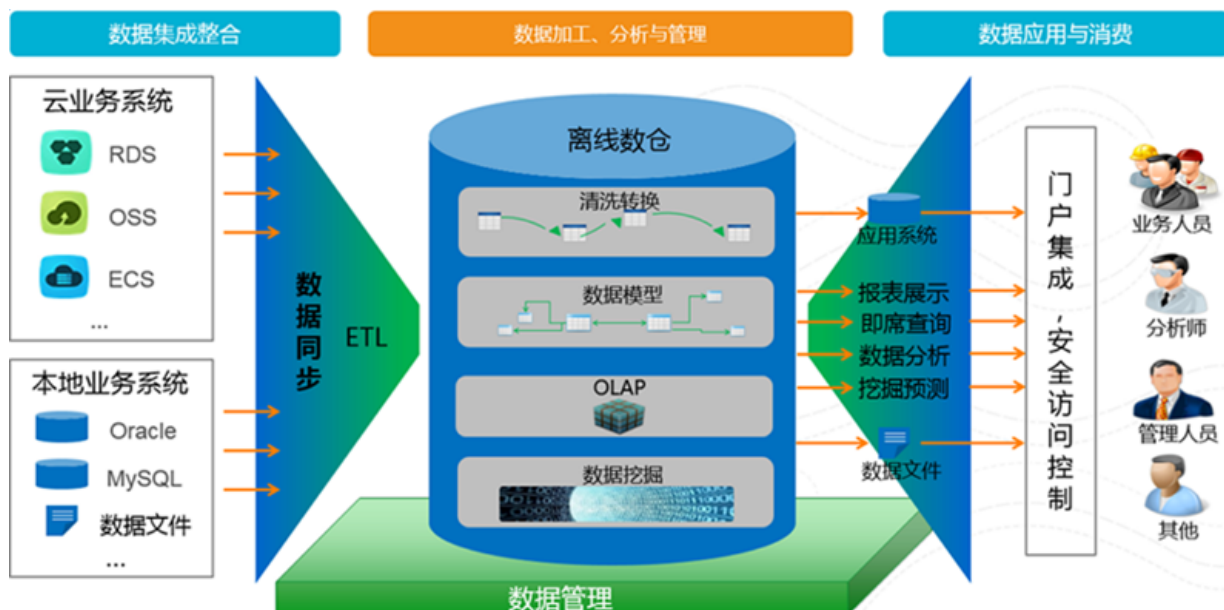 数据集成整合
数据加工、分析与管理
数据应用与消费
云业务系统
RDS
OSS
ECS
...
本地业务系统
Oracle
MySQL
数据文件
...
数据同步
ETL
离线数仓
清洗转换
数据模型
OLAP
数据挖掘
数据管理
应用系统
报表展示
即席查询
数据分析
挖掘预测
数据文件
门户集成,安全访问控制
业务人员
分析师
管理人员
其他